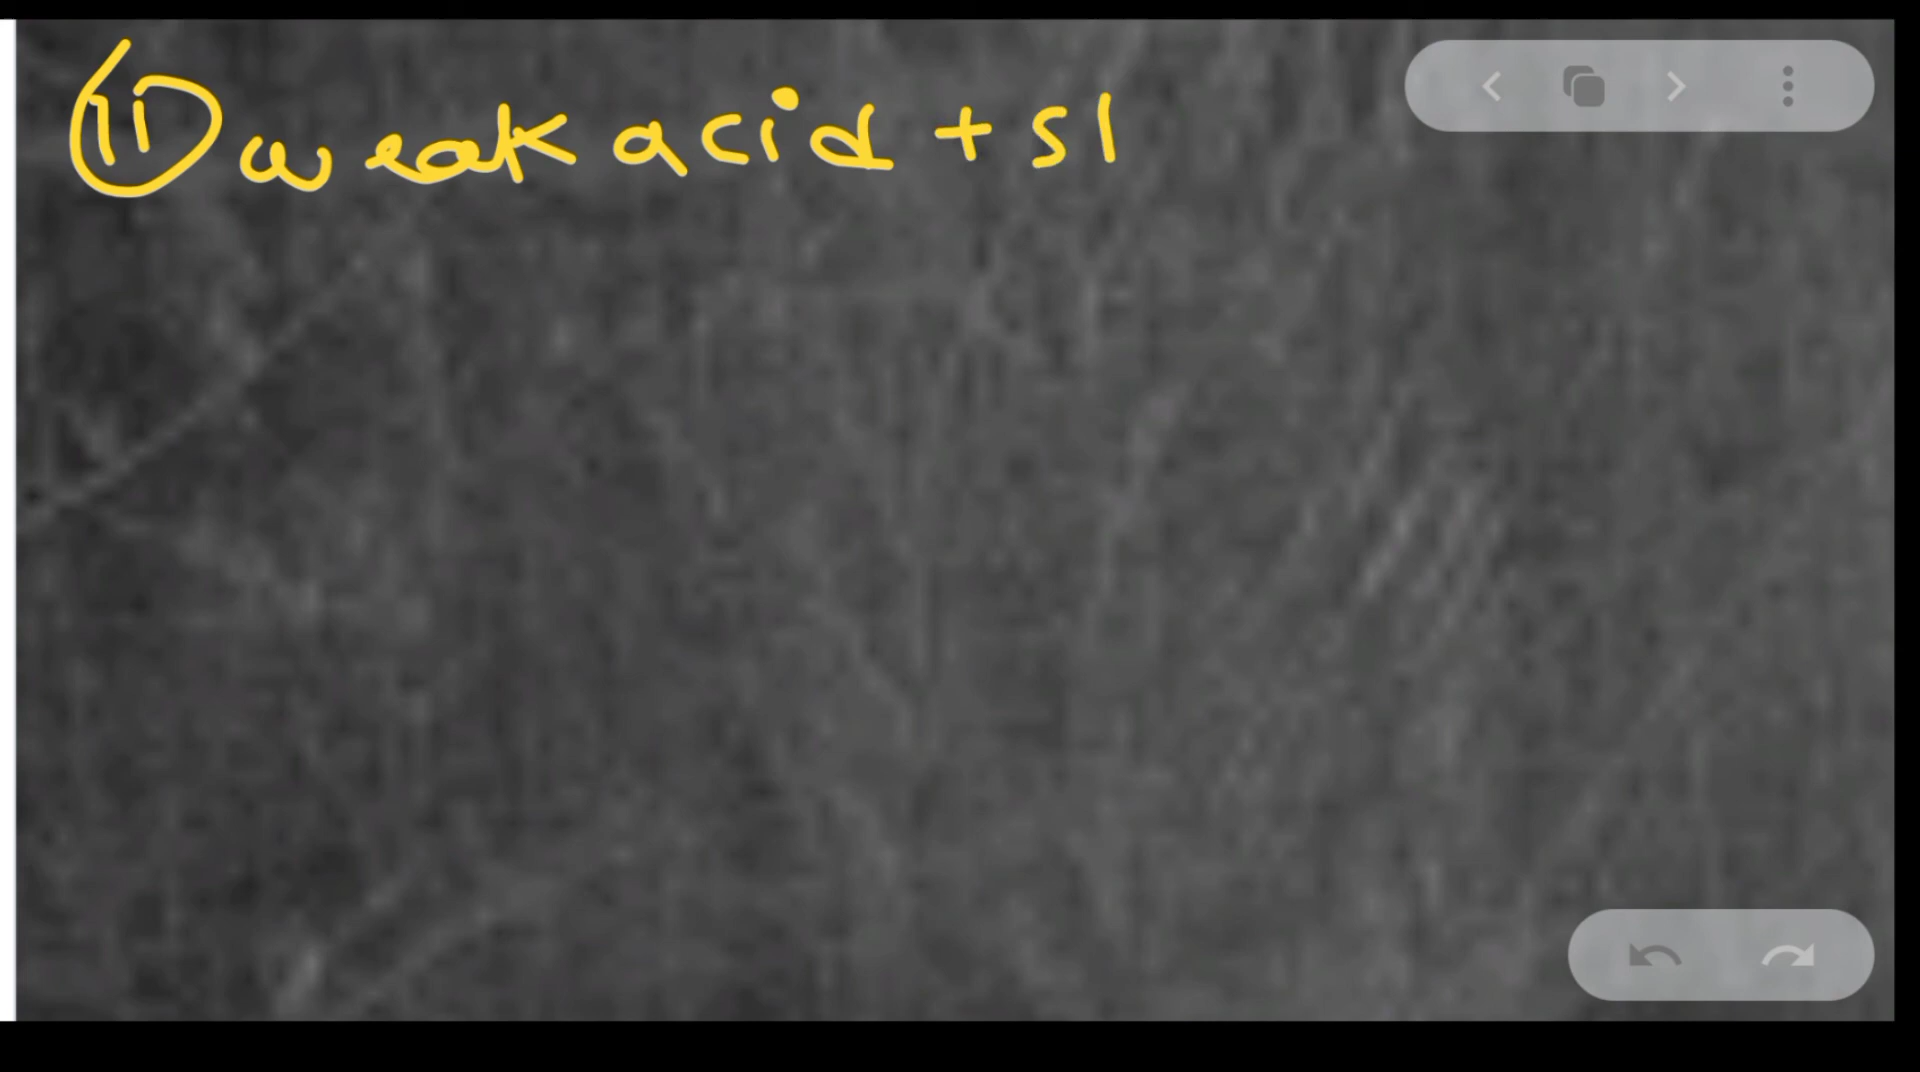 11 weak acid + sl